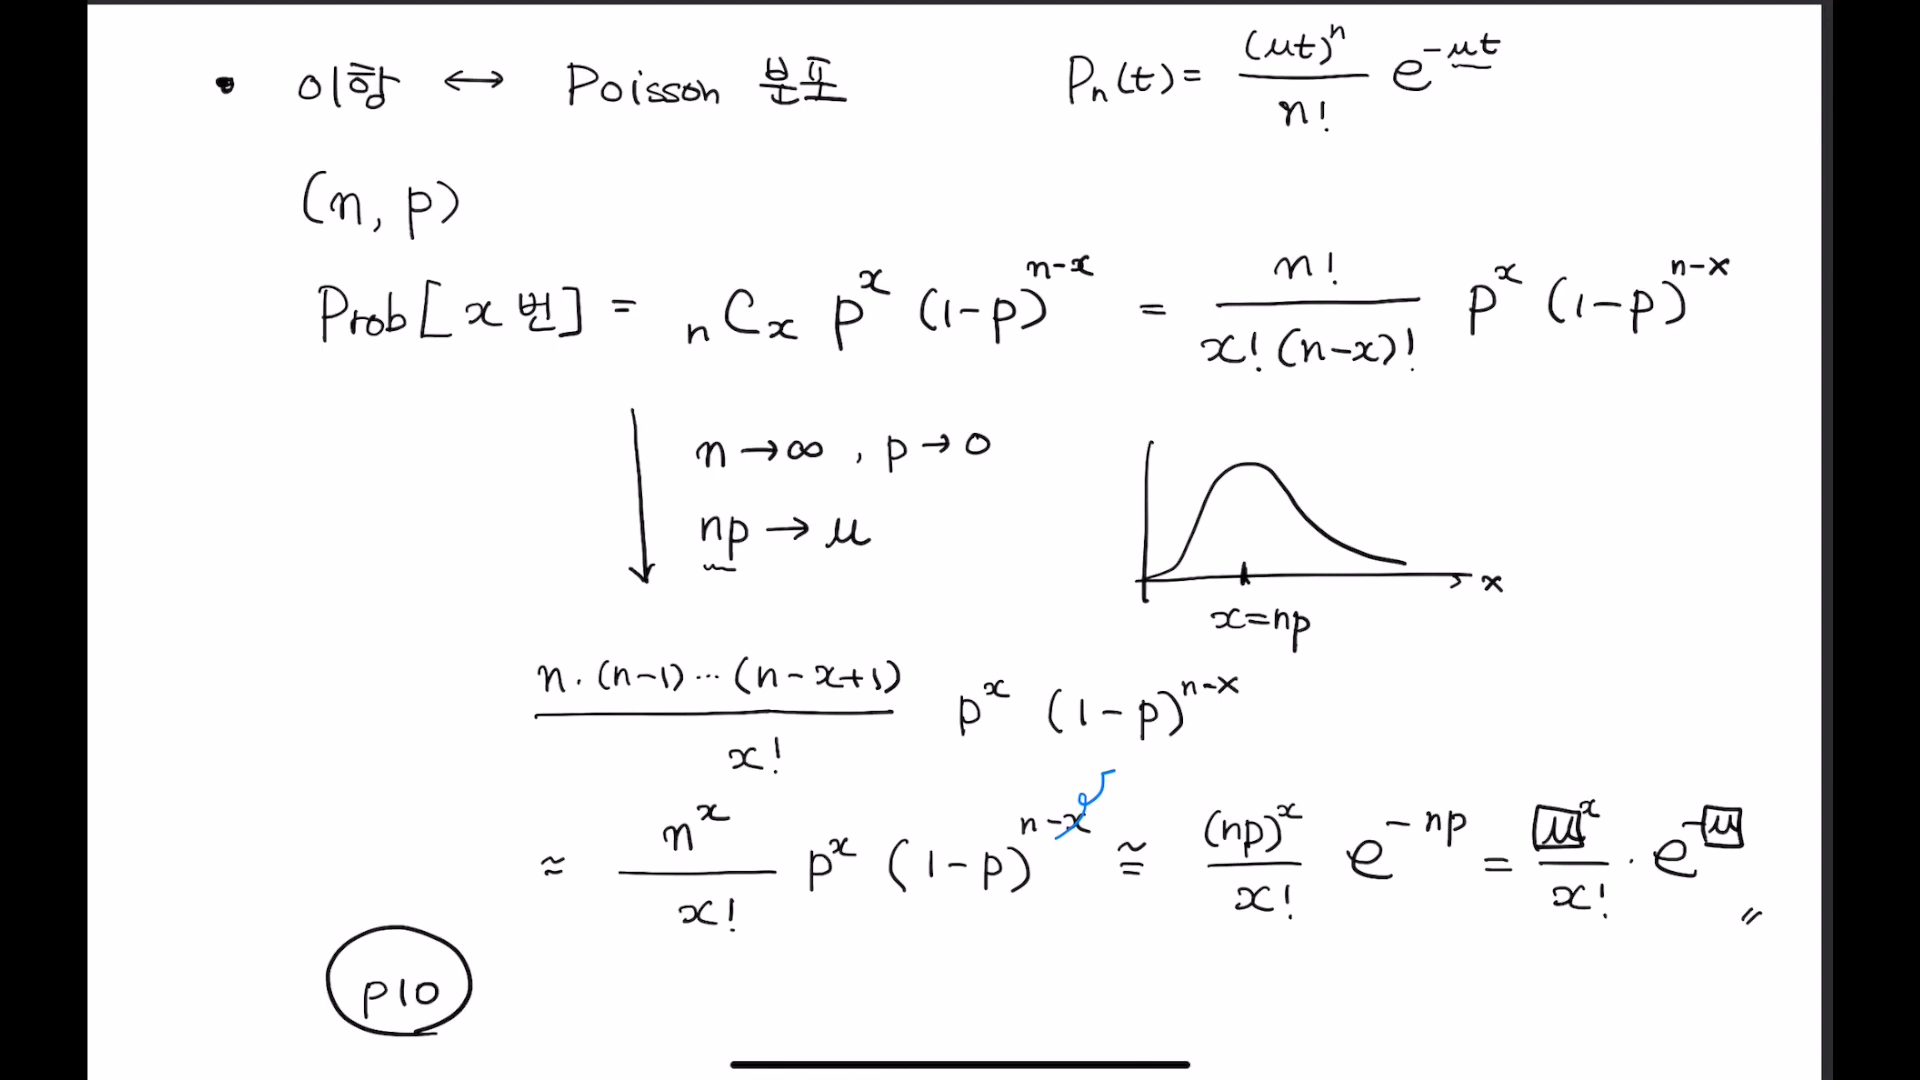 • 이항 ↔ Poisson 분포 Pₙ(t) = (μt)ⁿ / n! e^(-μt)
(n, p)
Prob[x번] = ₙCₓ p^x (1-p)^(n-x) = n! / x!(n-x)! p^x (1-p)^(n-x)
n→∞, p→0
np → μ
x
x=np
n·(n-1)…(n-x+1) / x! p^x (1-p)^(n-x)
≈ n^x / x! p^x (1-p)^(n-x) ≅ (np)^x / x! e^(-np) = μ^x / x! · e^(-μ) 〃
p10